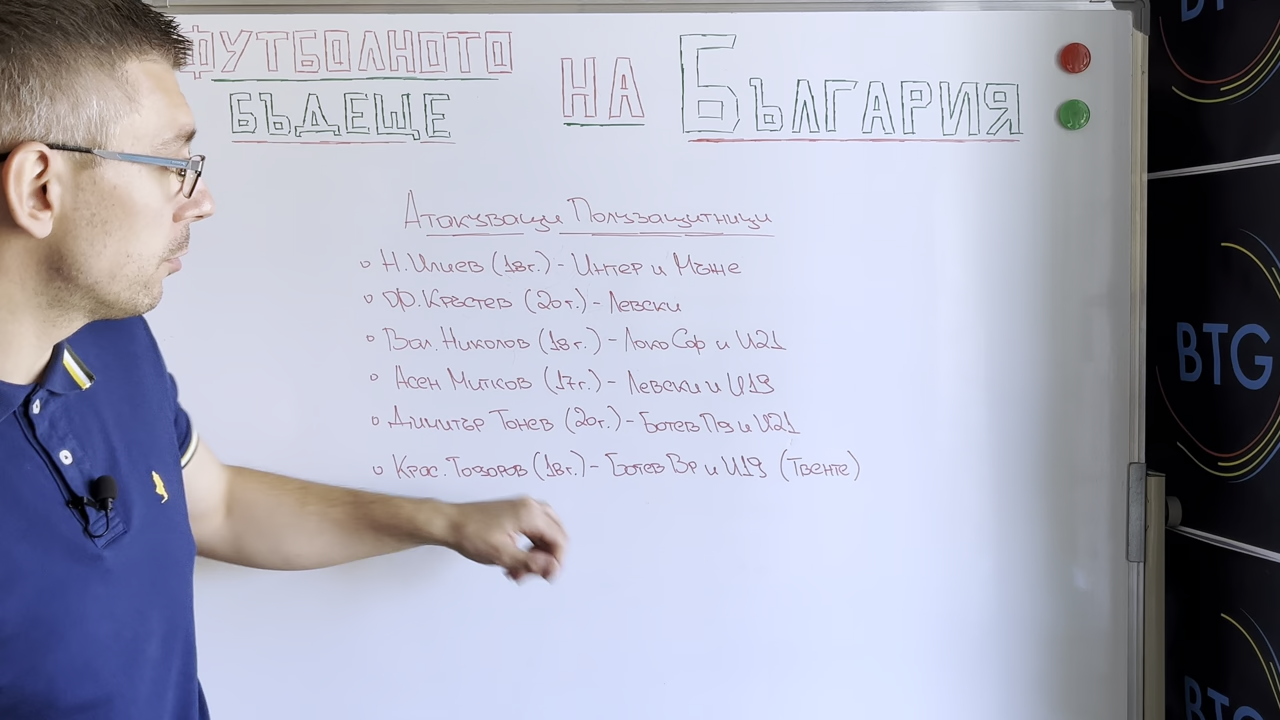 ФУТБОЛНОТО
БЪДЕЩЕ
НА БЪЛГАРИЯ
Атакуващи Полузащитници
Н. Илиев (18г.) - Интер и Мъже
Ф. Кръстев (20г.) - Левски
Вал. Николов (18г.) - Локо Соф и U21
Асен Митков (17г.) - Левски и U19
Димитър Тонев (20г.) - Ботев Пд и U21
Крас. Тодоров (18г.) - Ботев Вр и U19 (Твенте)
BTG